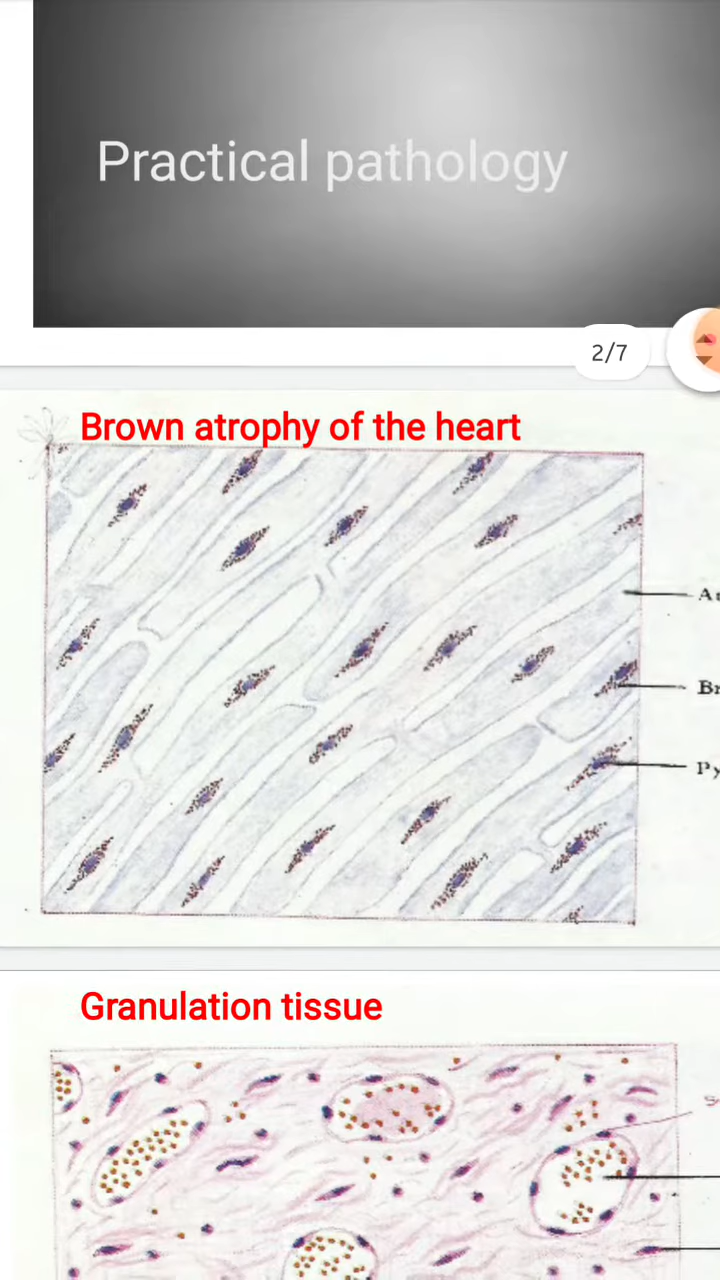 Practical pathology
2/7
Brown atrophy of the heart
Granulation tissue